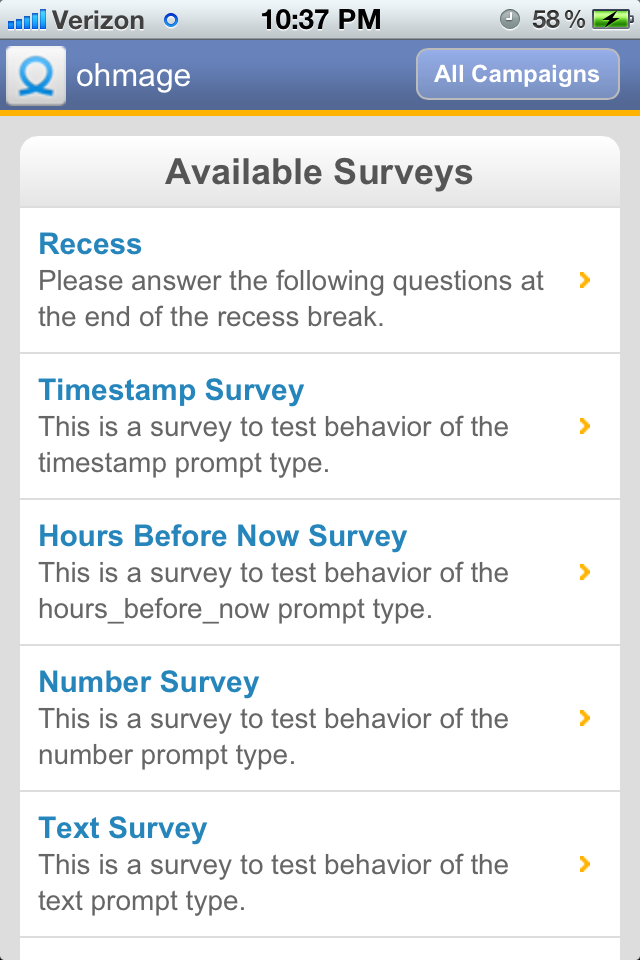 Verizon 10:37 PM 58%
ohmage All Campaigns
Available Surveys
Recess
Please answer the following questions at
the end of the recess break.
Timestamp Survey
This is a survey to test behavior of the
timestamp prompt type.
Hours Before Now Survey
This is a survey to test behavior of the
hours_before_now prompt type.
Number Survey
This is a survey to test behavior of the
number prompt type.
Text Survey
This is a survey to test behavior of the
text prompt type.